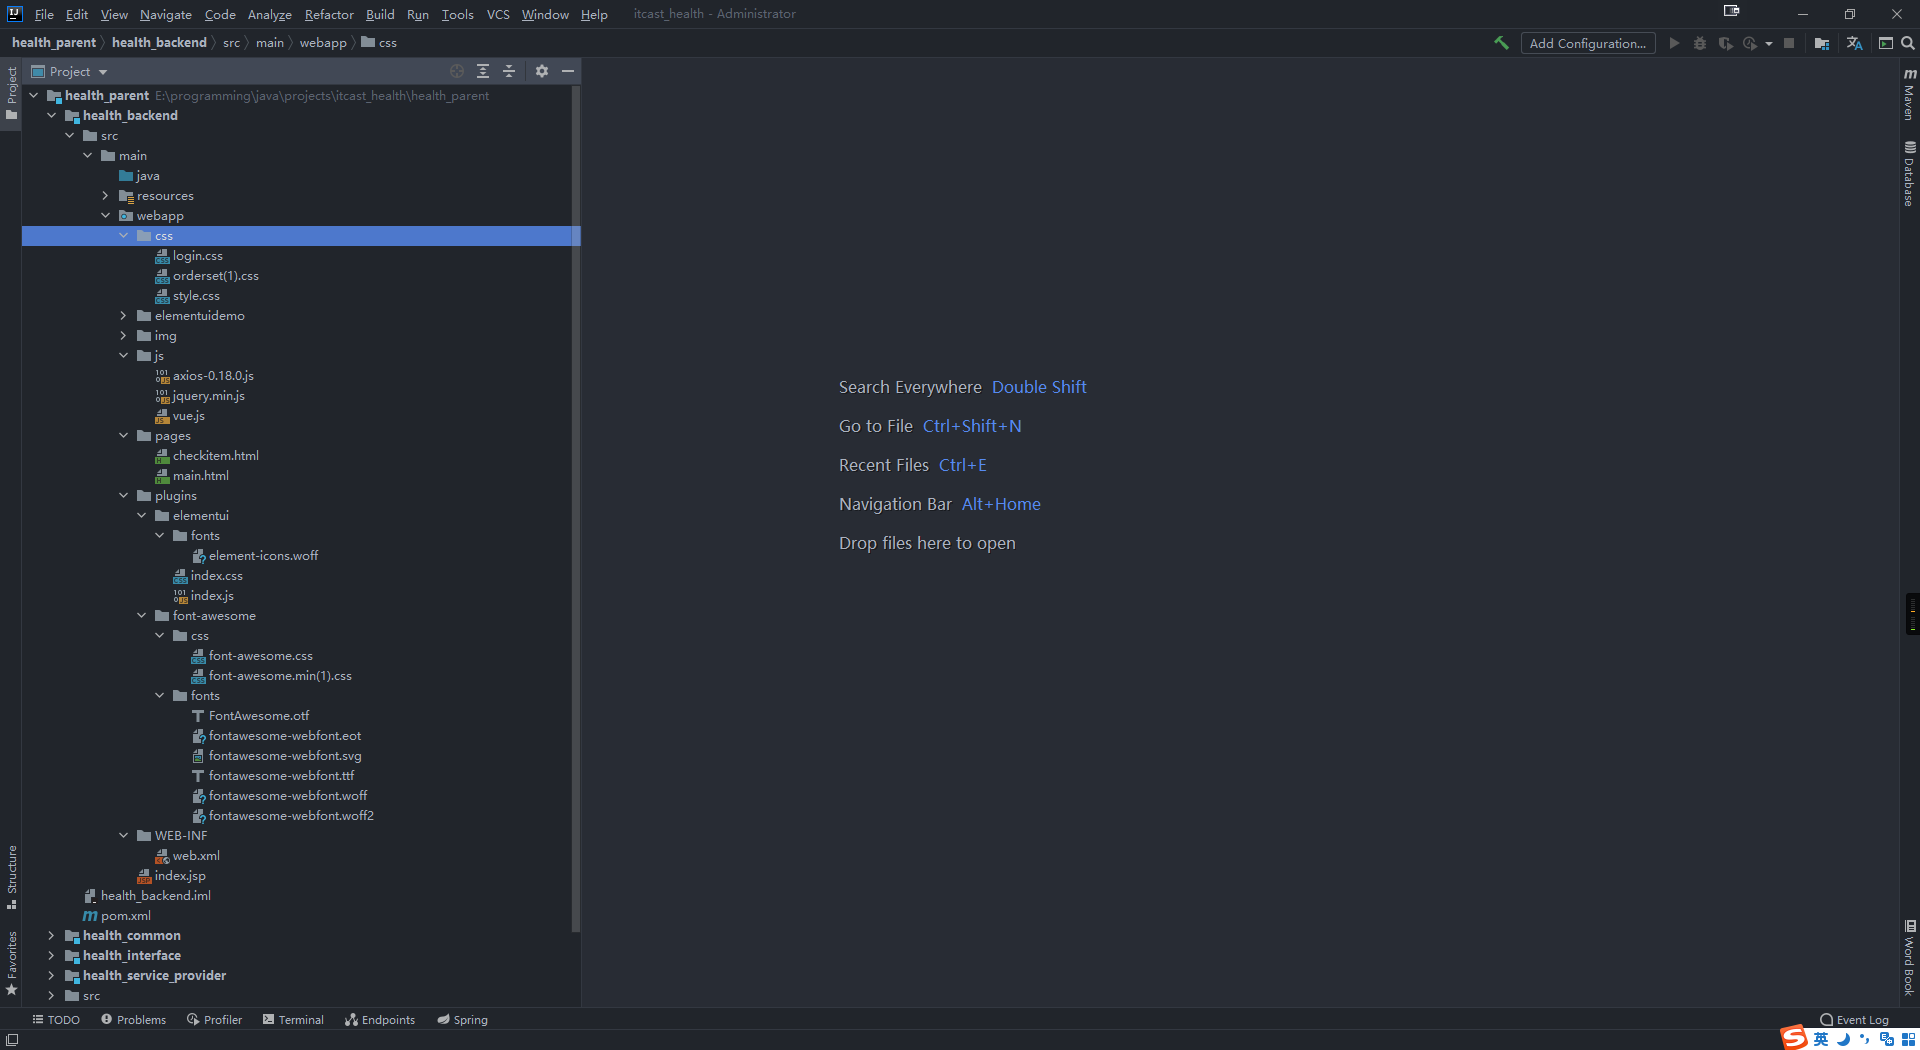 File Edit View Navigate Code Analyze Refactor Build Run Tools VCS Window Help itcast_health - Administrator
health_parent health_backend src main webapp css
Add Configuration...
Project
Project
health_parent E:\programming\java\projects\itcast_health\health_parent
health_backend
src
main
java
resources
webapp
css
login.css
orderset(1).css
style.css
elementuidemo
img
js
axios-0.18.0.js
jquery.min.js
vue.js
pages
checkitem.html
main.html
plugins
elementui
fonts
element-icons.woff
index.css
index.js
font-awesome
css
font-awesome.css
font-awesome.min(1).css
fonts
FontAwesome.otf
fontawesome-webfont.eot
fontawesome-webfont.svg
fontawesome-webfont.ttf
fontawesome-webfont.woff
fontawesome-webfont.woff2
WEB-INF
web.xml
index.jsp
health_backend.iml
pom.xml
health_common
health_interface
health_service_provider
src
Structure
Favorites
Search Everywhere Double Shift
Go to File Ctrl+Shift+N
Recent Files Ctrl+E
Navigation Bar Alt+Home
Drop files here to open
Maven
Database
Word Book
TODO Problems Profiler Terminal Endpoints Spring
Event Log
英